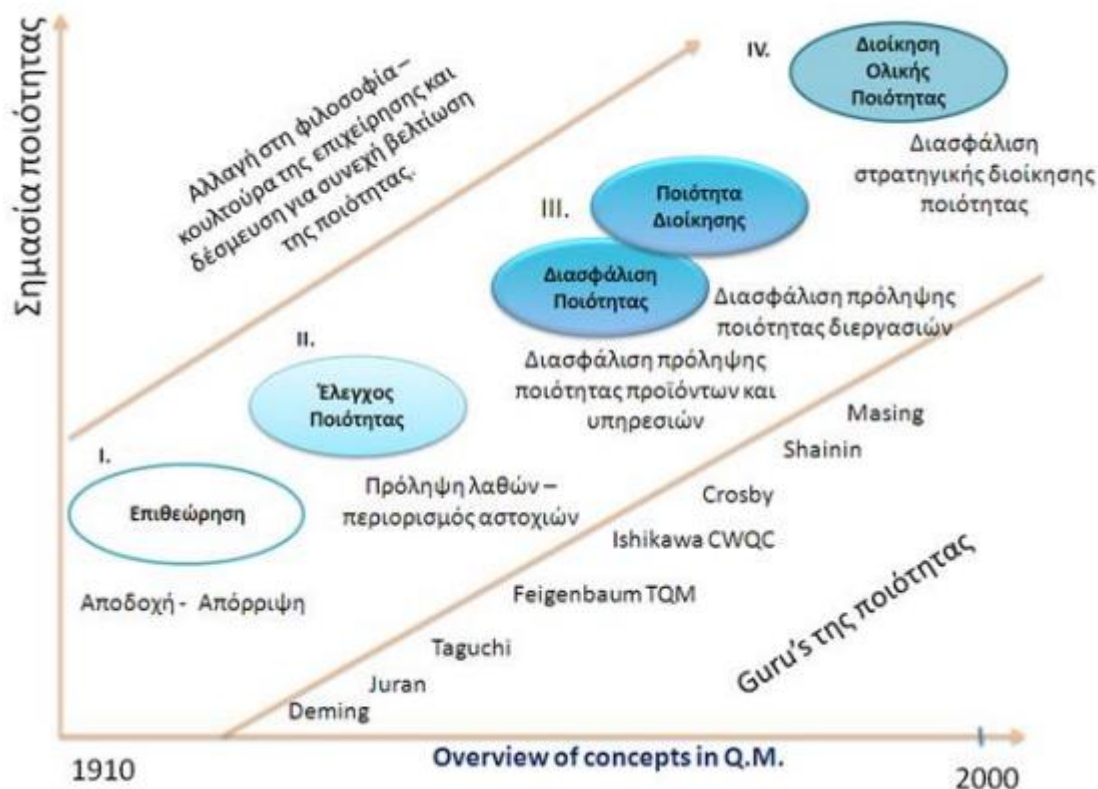 Σημασία ποιότητας
Αλλαγή στη φιλοσοφία –
κουλτούρα της επιχείρησης και
δέσμευση για συνεχή βελτίωση
της ποιότητας.
IV.
Διοίκηση
Ολικής
Ποιότητας
Διασφάλιση
στρατηγικής διοίκησης
ποιότητας
III.
Ποιότητα
Διοίκησης
Διασφάλιση
Ποιότητας
Διασφάλιση πρόληψης
ποιότητας διεργασιών
Διασφάλιση πρόληψης
ποιότητας προϊόντων και
υπηρεσιών
II.
Έλεγχος
Ποιότητας
Πρόληψη λαθών –
περιορισμός αστοχιών
I.
Επιθεώρηση
Αποδοχή - Απόρριψη
Masing
Shainin
Crosby
Ishikawa CWQC
Feigenbaum TQM
Taguchi
Juran
Deming
Guru's της ποιότητας
1910
Overview of concepts in Q.M.
2000